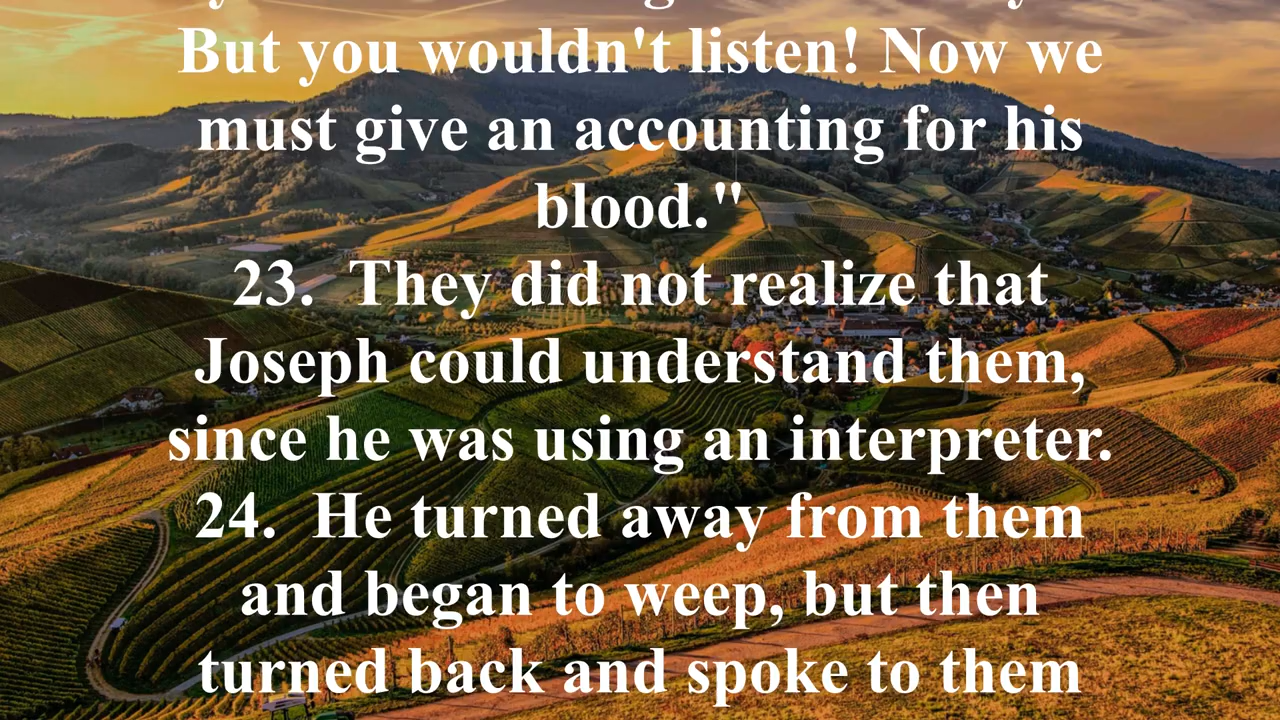 But you wouldn't listen! Now we
must give an accounting for his
blood."
23. They did not realize that
Joseph could understand them,
since he was using an interpreter.
24. He turned away from them
and began to weep, but then
turned back and spoke to them